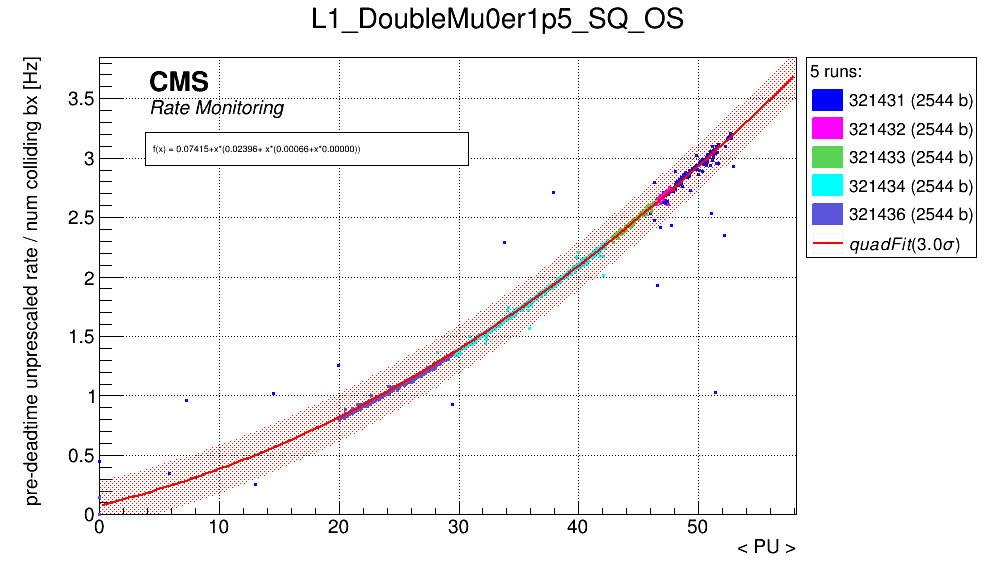 L1_DoubleMu0er1p5_SQ_OS
pre-deadtime unprescaled rate / num colliding bx [Hz]
CMS
Rate Monitoring
f(x) = 0.07415+x*(0.02396+ x*(0.00066+x*0.00000))
3.5
3
2.5
2
1.5
1
0.5
0
0
10
20
30
40
50
< PU >
5 runs:
321431 (2544 b)
321432 (2544 b)
321433 (2544 b)
321434 (2544 b)
321436 (2544 b)
quadFit(3.0σ)